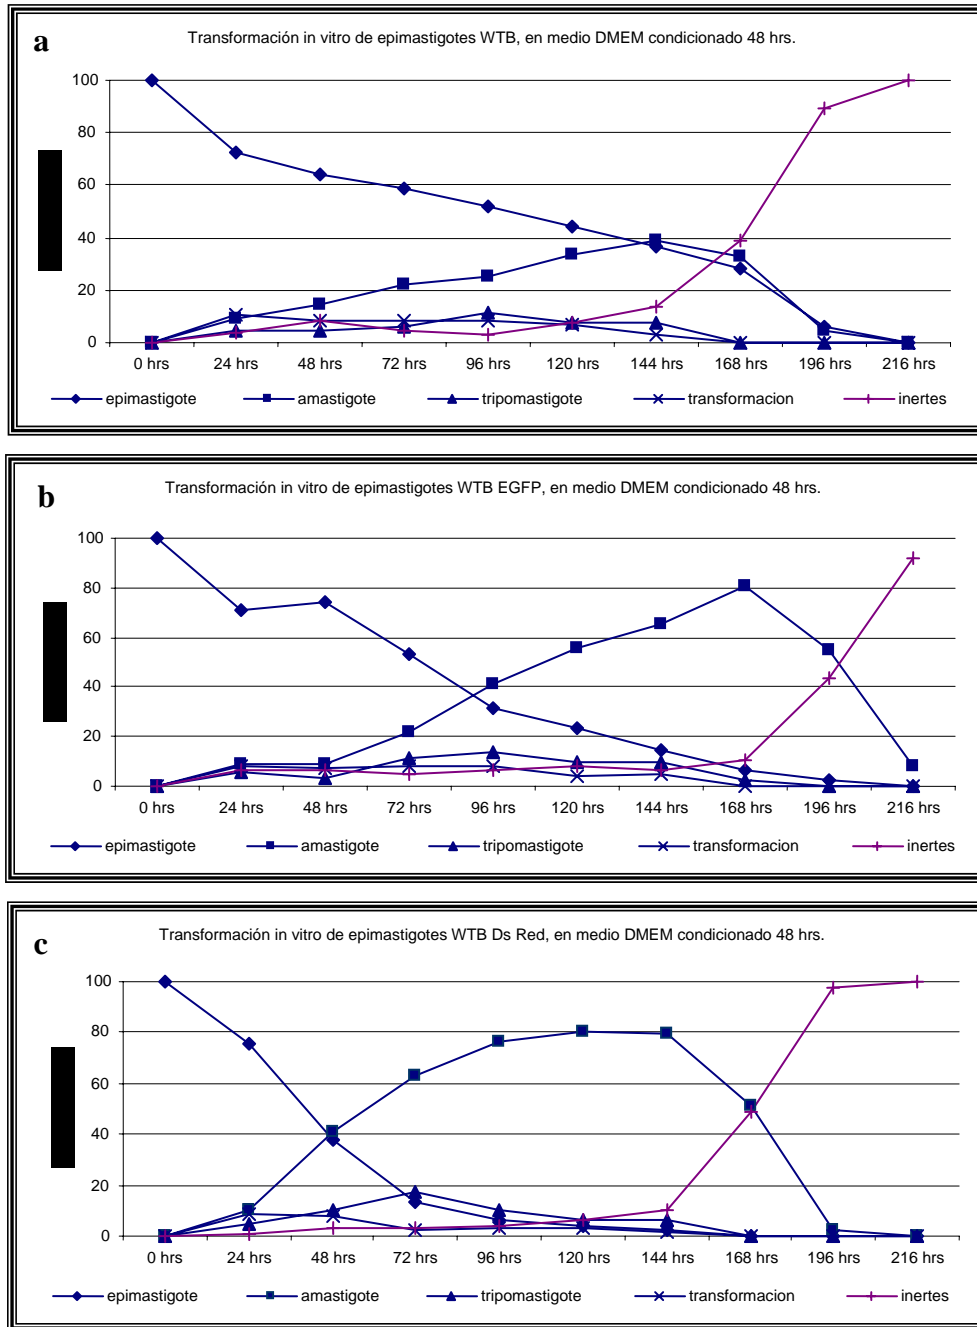 a
Transformación in vitro de epimastigotes WTB, en medio DMEM condicionado 48 hrs.
100
80
60
40
20
0
0 hrs 24 hrs 48 hrs 72 hrs 96 hrs 120 hrs 144 hrs 168 hrs 196 hrs 216 hrs
epimastigote amastigote tripomastigote transformacion inertes
b
Transformación in vitro de epimastigotes WTB EGFP, en medio DMEM condicionado 48 hrs.
100
80
60
40
20
0
0 hrs 24 hrs 48 hrs 72 hrs 96 hrs 120 hrs 144 hrs 168 hrs 196 hrs 216 hrs
epimastigote amastigote tripomastigote transformacion inertes
c
Transformación in vitro de epimastigotes WTB Ds Red, en medio DMEM condicionado 48 hrs.
100
80
60
40
20
0
0 hrs 24 hrs 48 hrs 72 hrs 96 hrs 120 hrs 144 hrs 168 hrs 196 hrs 216 hrs
epimastigote amastigote tripomastigote transformacion inertes